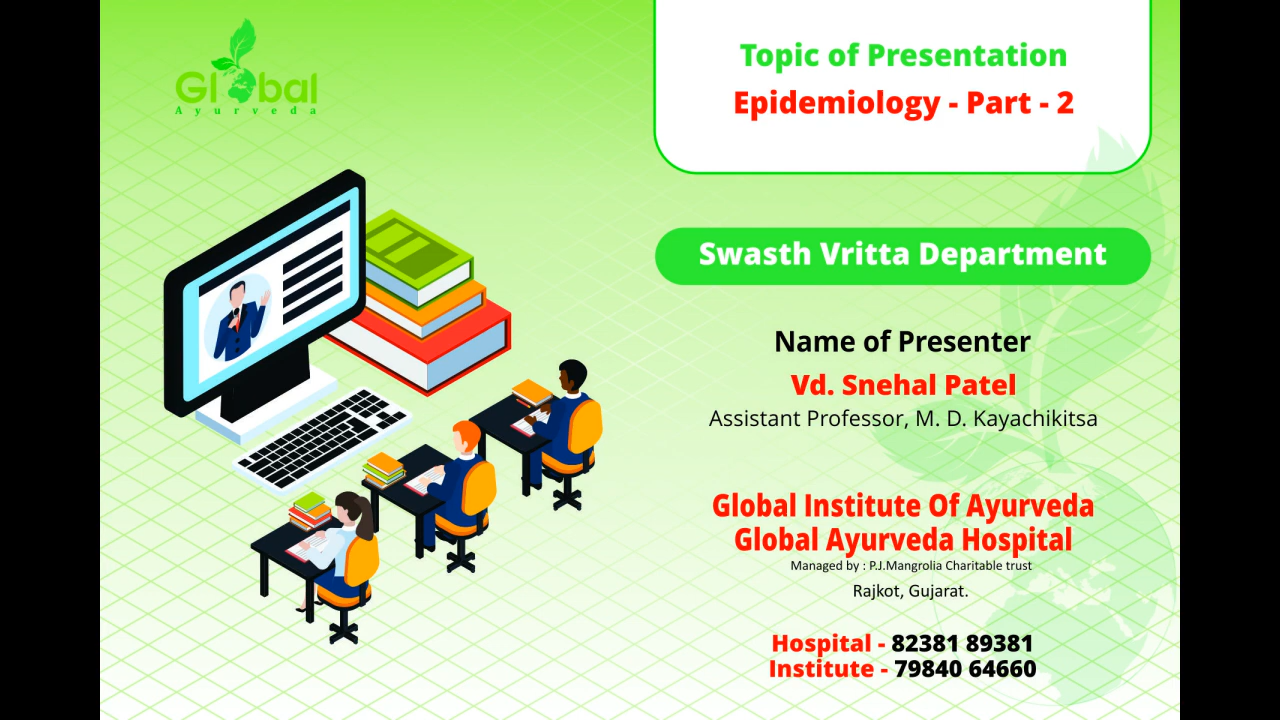 Global
Ayurveda
Topic of Presentation
Epidemiology - Part - 2
Swasth Vritta Department
Name of Presenter
Vd. Snehal Patel
Assistant Professor, M. D. Kayachikitsa
Global Institute Of Ayurveda
Global Ayurveda Hospital
Managed by : P.J.Mangrolia Charitable trust
Rajkot, Gujarat.
Hospital - 82381 89381
Institute - 79840 64660